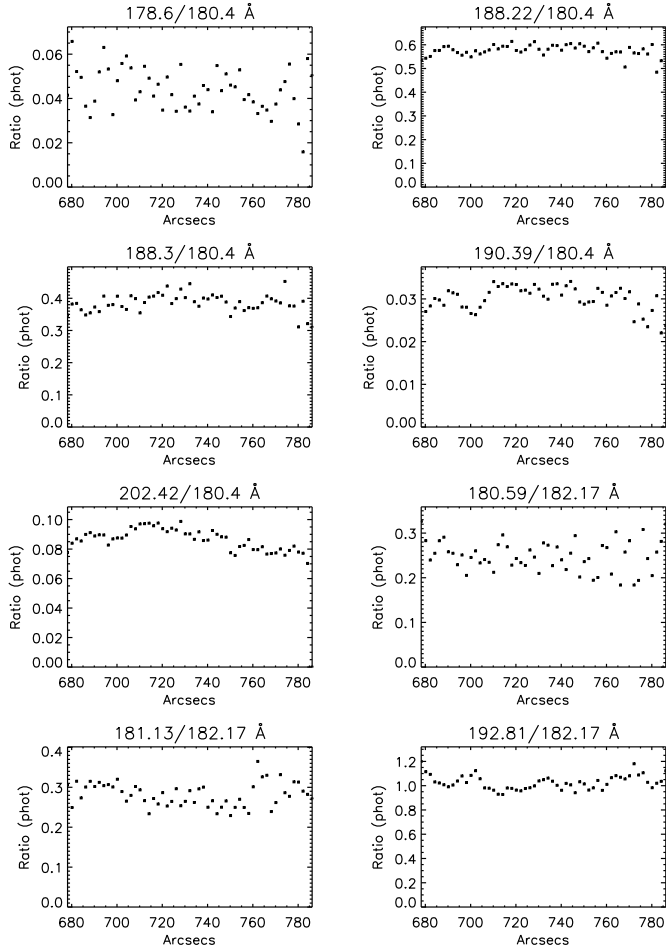 178.6/180.4 Å
Ratio (phot)
0.06
0.04
0.02
0.00
680 700 720 740 760 780
Arcsecs
188.22/180.4 Å
Ratio (phot)
0.6
0.5
0.4
0.3
0.2
0.1
0.0
680 700 720 740 760 780
Arcsecs
188.3/180.4 Å
Ratio (phot)
0.4
0.3
0.2
0.1
0.0
680 700 720 740 760 780
Arcsecs
190.39/180.4 Å
Ratio (phot)
0.03
0.02
0.01
0.00
680 700 720 740 760 780
Arcsecs
202.42/180.4 Å
Ratio (phot)
0.10
0.08
0.06
0.04
0.02
0.00
680 700 720 740 760 780
Arcsecs
180.59/182.17 Å
Ratio (phot)
0.3
0.2
0.1
0.0
680 700 720 740 760 780
Arcsecs
181.13/182.17 Å
Ratio (phot)
0.4
0.3
0.2
0.1
0.0
680 700 720 740 760 780
Arcsecs
192.81/182.17 Å
Ratio (phot)
1.2
1.0
0.8
0.6
0.4
0.2
0.0
680 700 720 740 760 780
Arcsecs